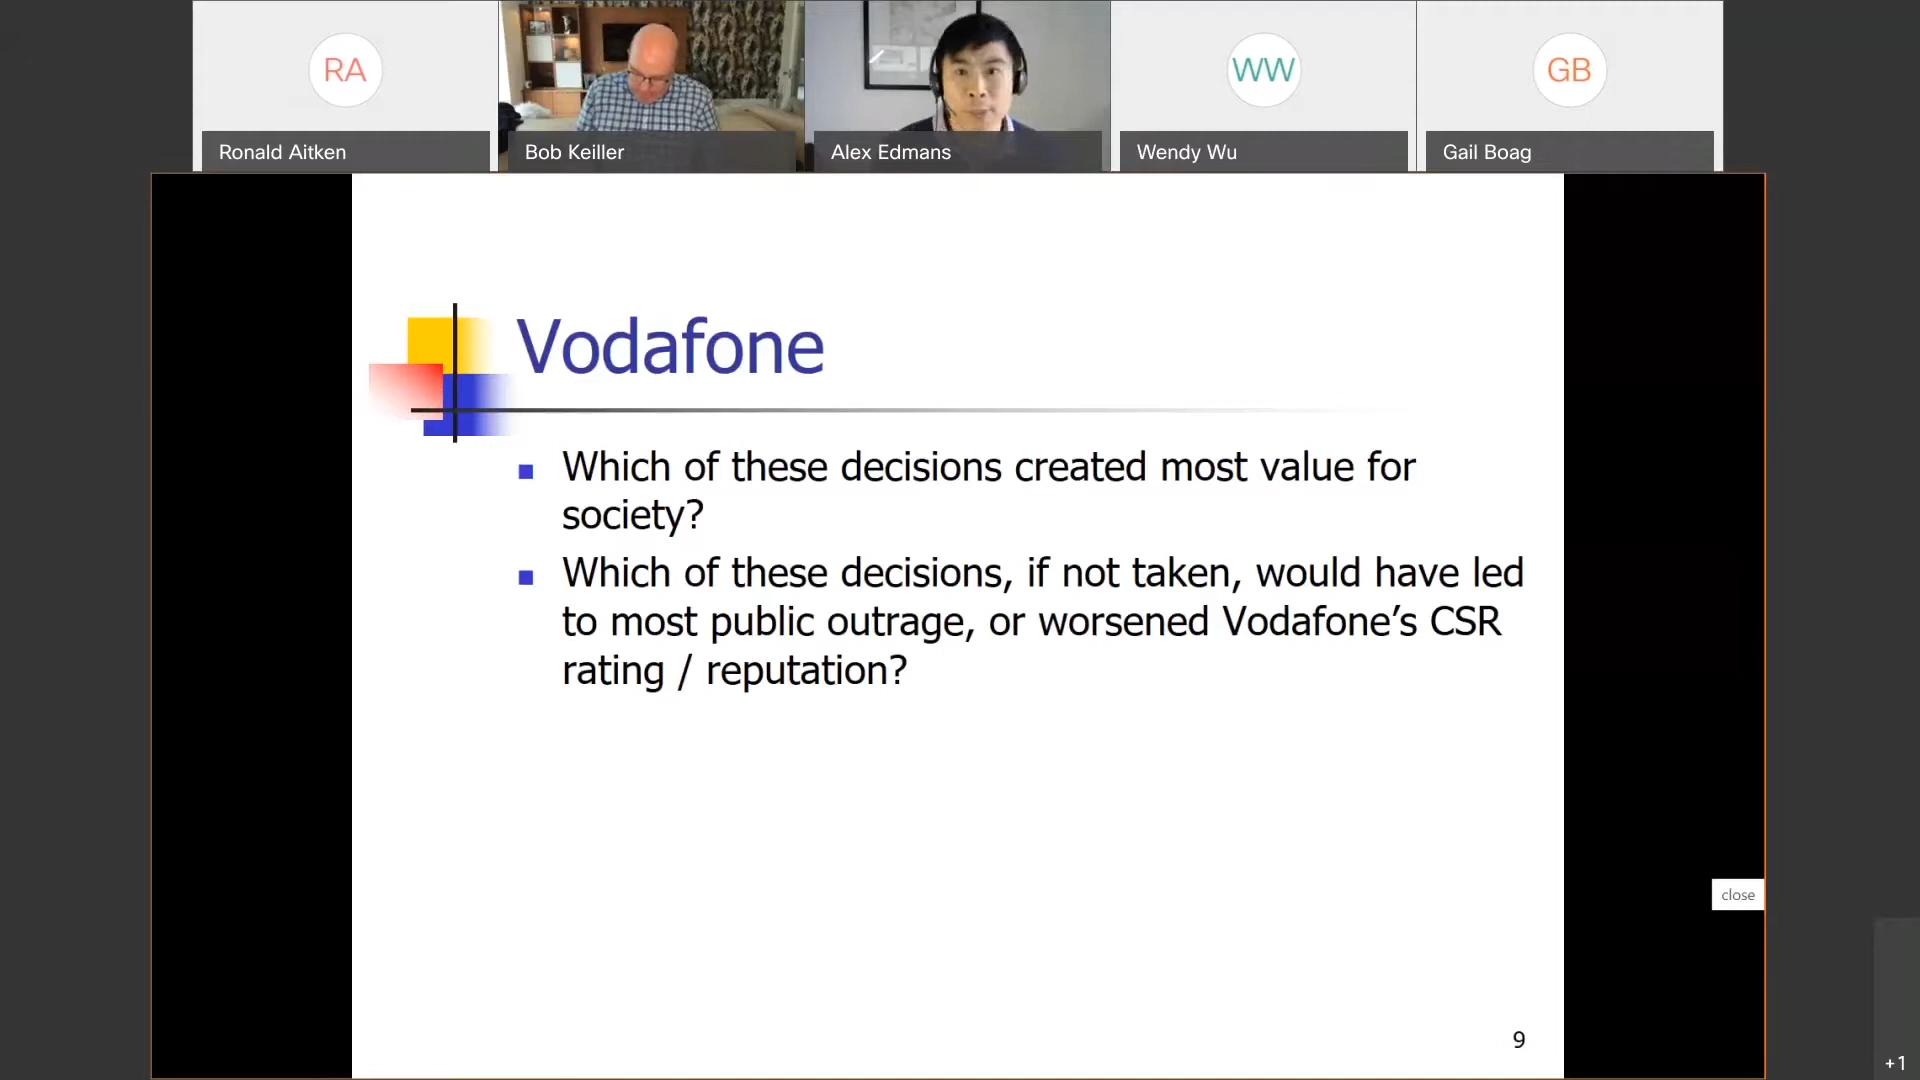 RA
WW
GB
Ronald Aitken
Bob Keiller
Alex Edmans
Wendy Wu
Gail Boag
Vodafone
Which of these decisions created most value for
society?
Which of these decisions, if not taken, would have led
to most public outrage, or worsened Vodafone’s CSR
rating / reputation?
close
9
+1